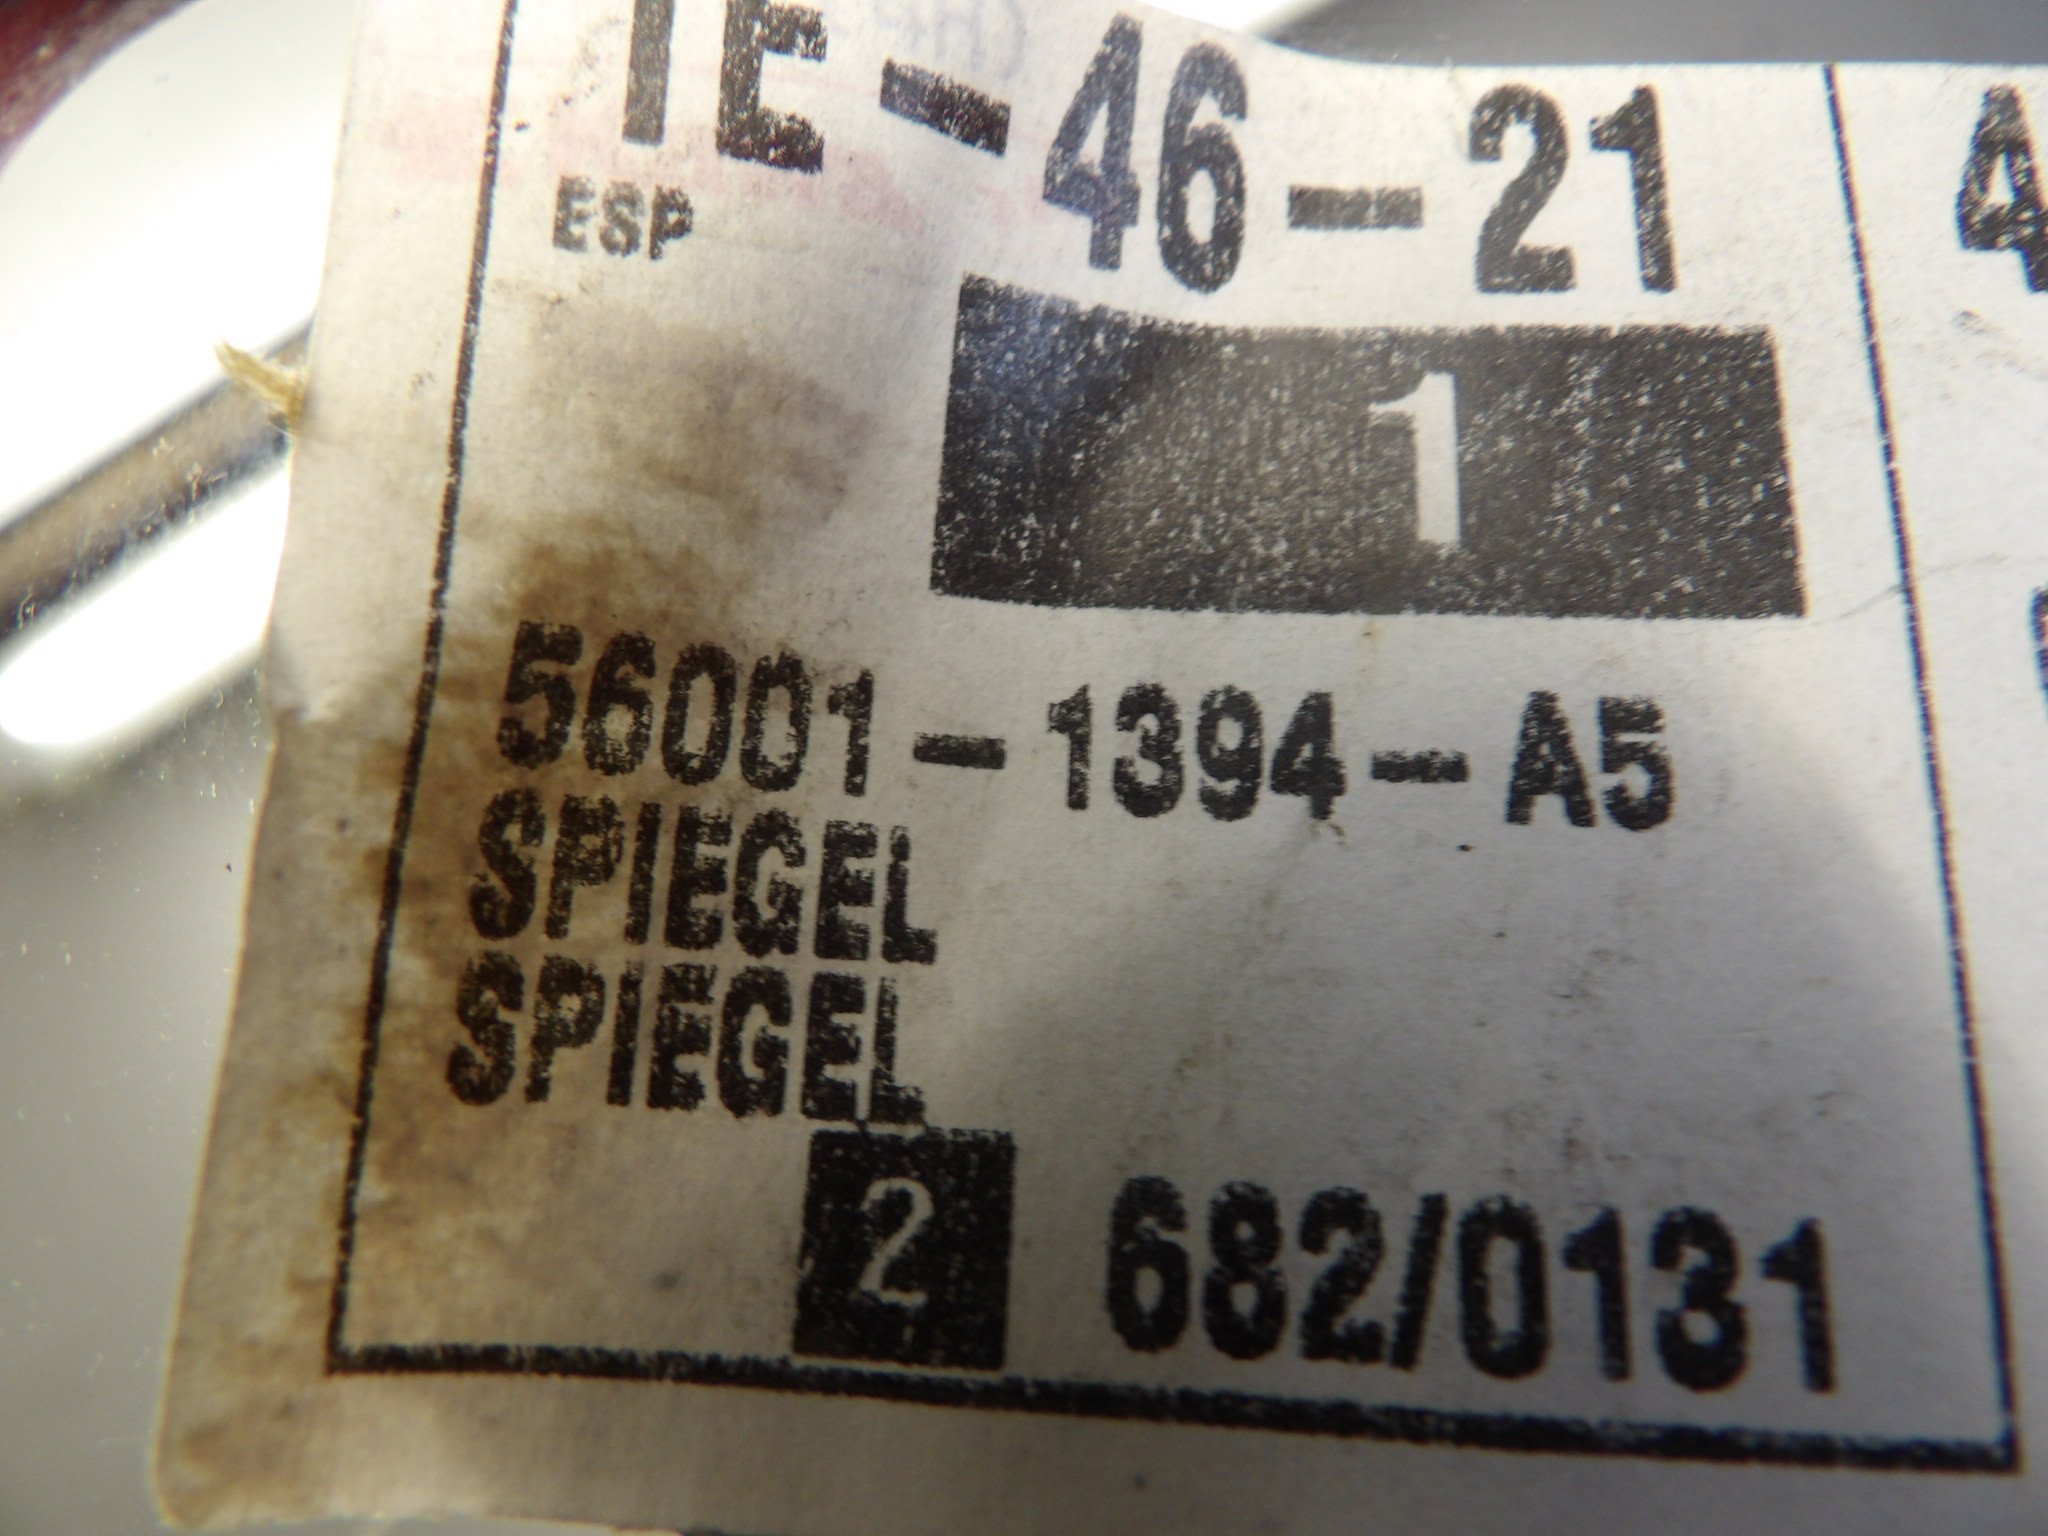 1E-46-21
ESP
1
56001-1394-A5
SPIEGEL
SPIEGEL
2 682/0131